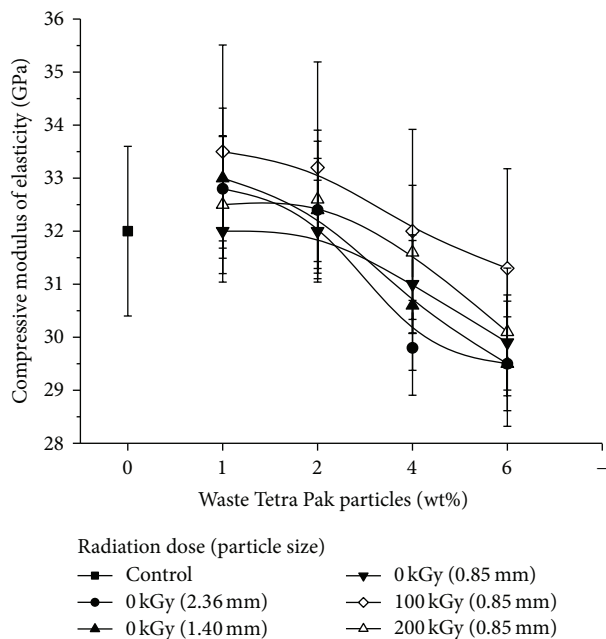 36
35
34
33
32
31
30
29
28
Compressive modulus of elasticity (GPa)
0 1 2 4 6 –
Waste Tetra Pak particles (wt%)
Radiation dose (particle size)
Control
0 kGy (2.36 mm)
0 kGy (1.40 mm)
0 kGy (0.85 mm)
100 kGy (0.85 mm)
200 kGy (0.85 mm)